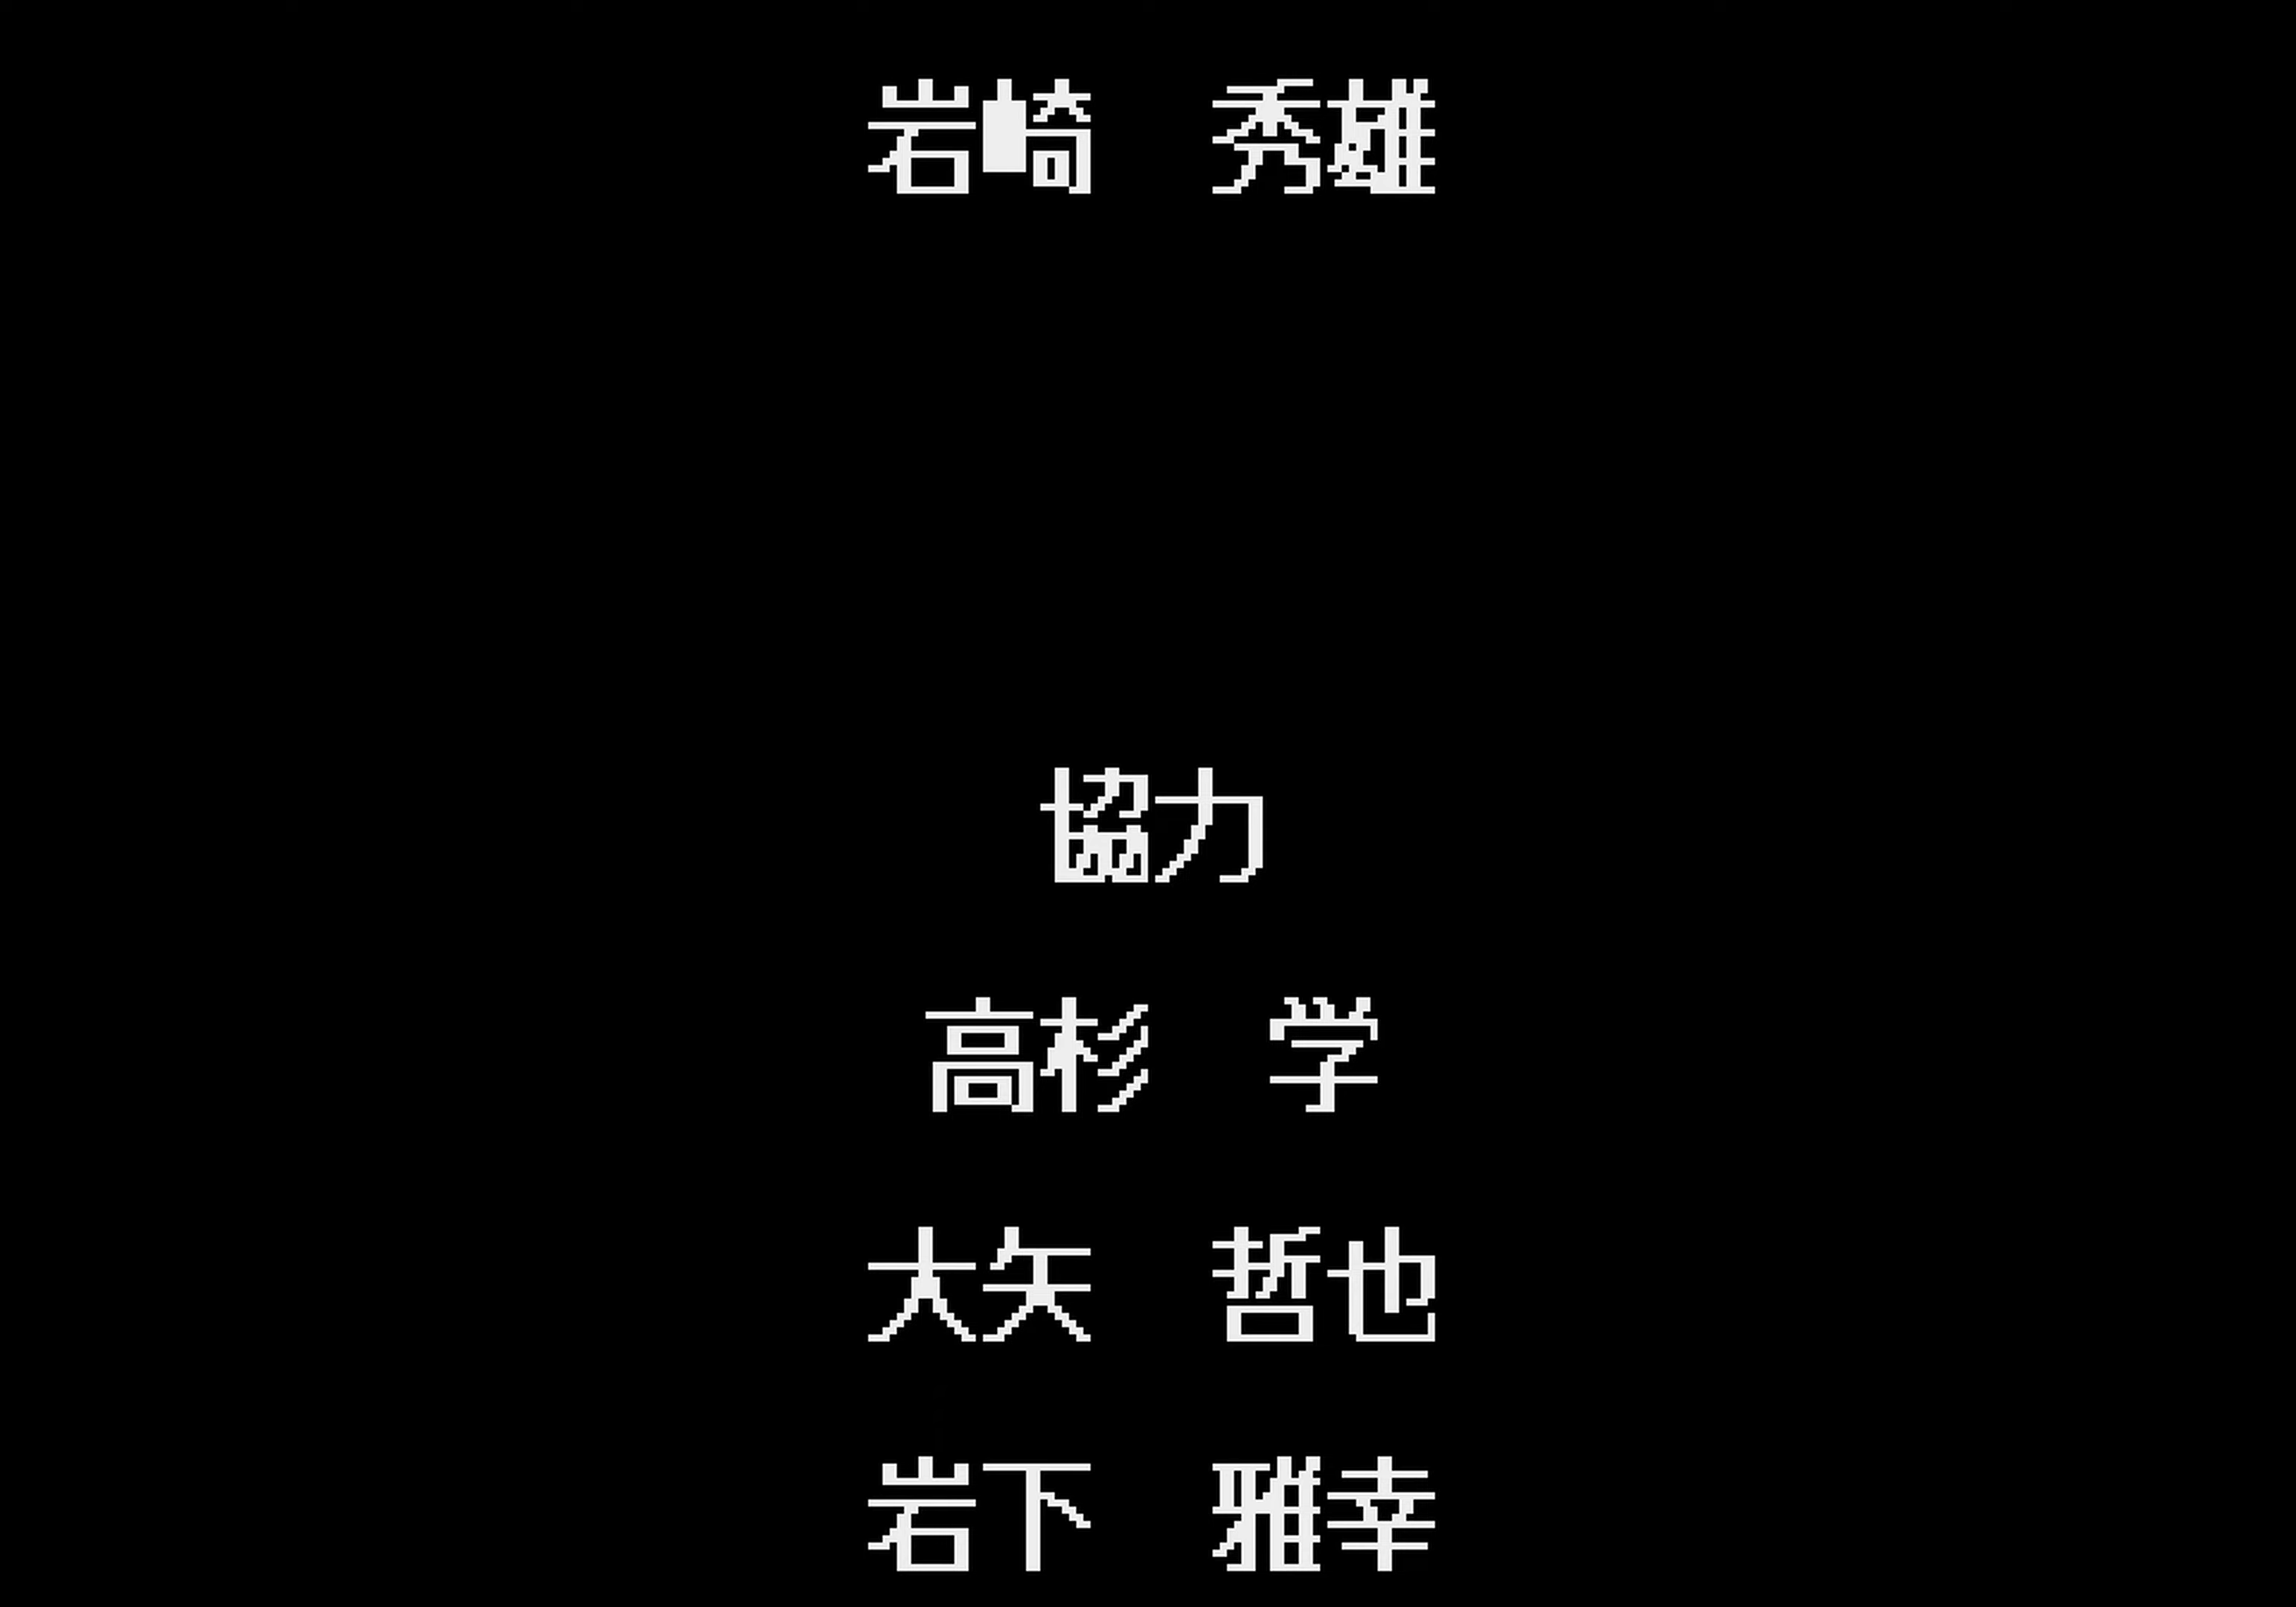 岩崎　秀雄
協力
高杉　学
大矢　哲也
岩下　雅幸